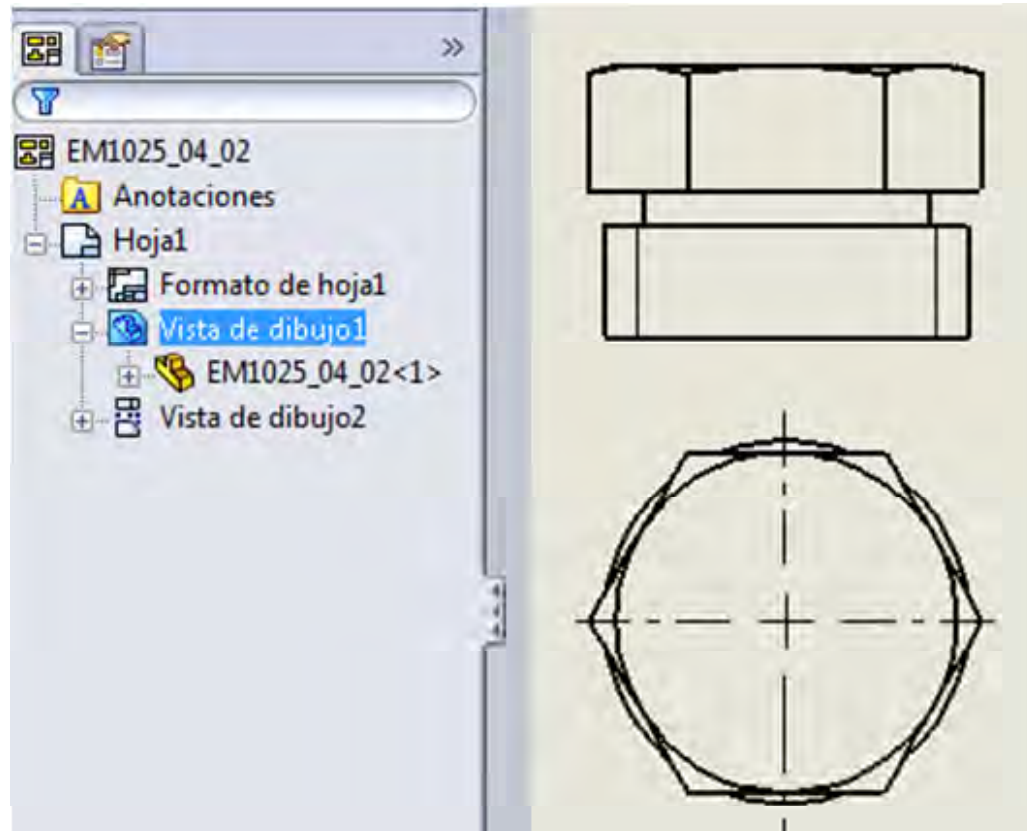 »
EM1025_04_02
A Anotaciones
Hoja1
Formato de hoja1
Vista de dibujo1
EM1025_04_02<1>
Vista de dibujo2